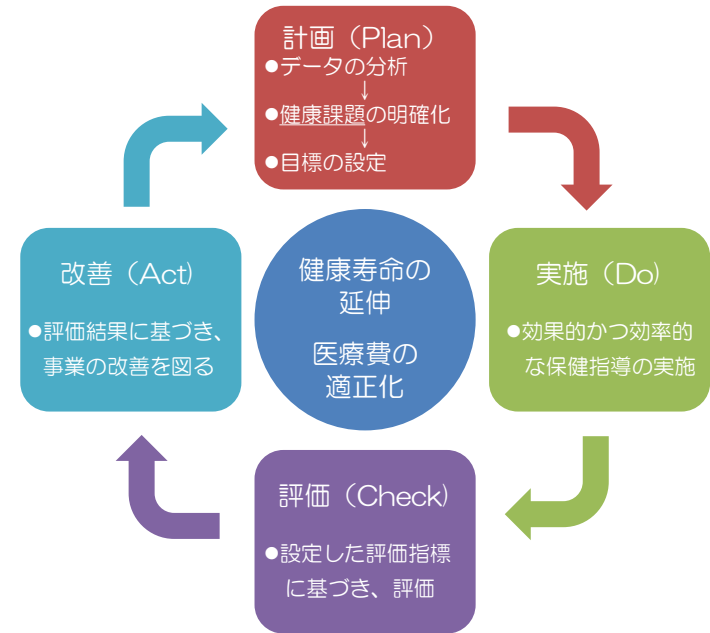 計画（Plan）
●データの分析
↓
●健康課題の明確化
↓
●目標の設定
改善（Act)
●評価結果に基づき、
事業の改善を図る
健康寿命の
延伸
医療費の
適正化
実施（Do)
●効果的かつ効率的
な保健指導の実施
評価（Check)
●設定した評価指標
に基づき、評価